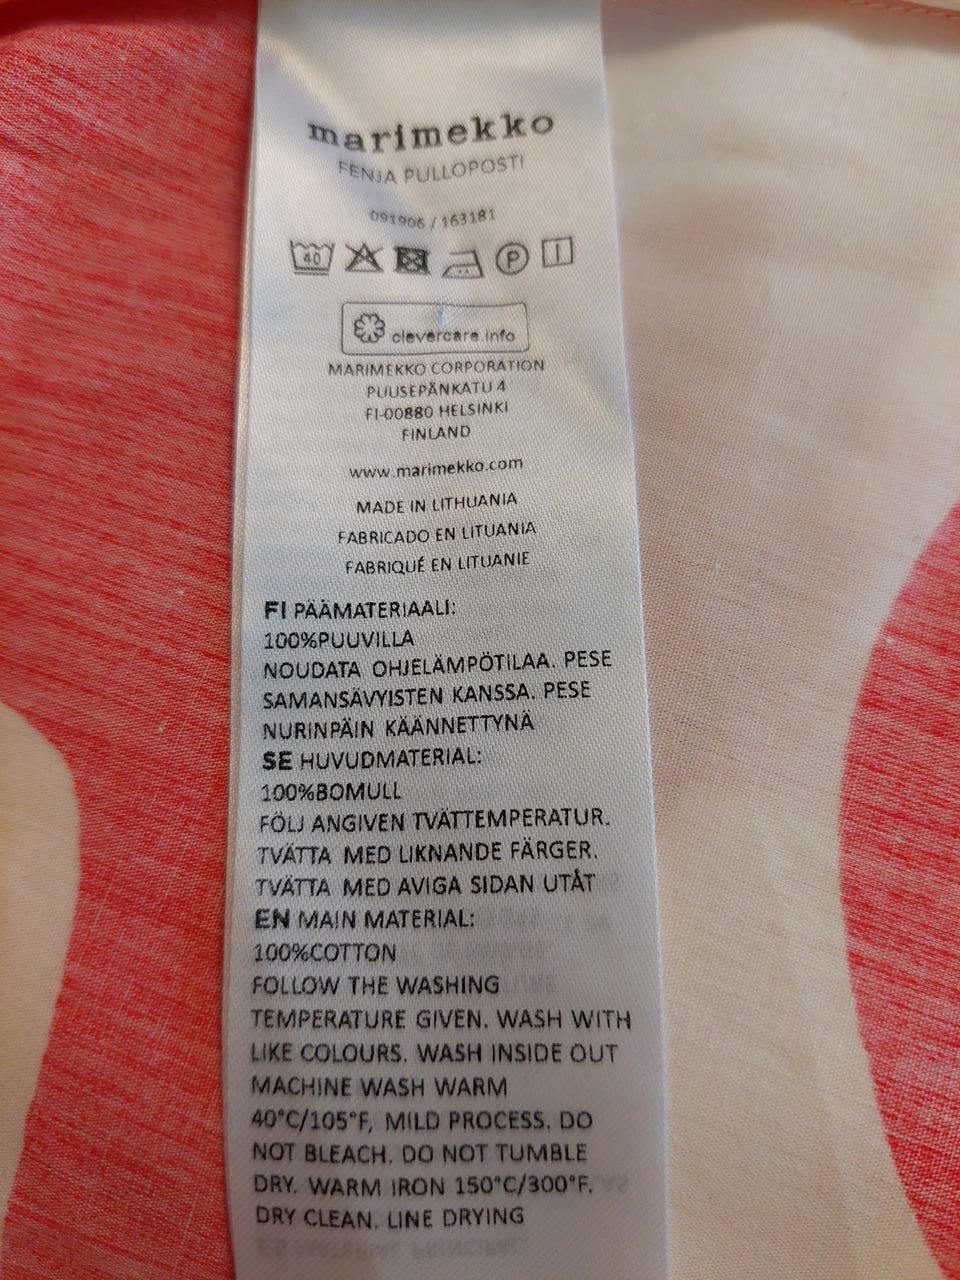 marimekko
FENJA PULLOPOSTI
091906 / 163181
40 P
clevercare.info
MARIMEKKO CORPORATION
PUUSEPÄNKATU 4
FI-00880 HELSINKI
FINLAND
www.marimekko.com
MADE IN LITHUANIA
FABRICADO EN LITUANIA
FABRIQUÉ EN LITUANIE
FI PÄÄMATERIAALI:
100%PUUVILLA
NOUDATA OHJELÄMPÖTILAA. PESE
SAMANSÄVYISTEN KANSSA. PESE
NURINPÄIN KÄÄNNETTYNÄ
SE HUVUDMATERIAL:
100%BOMULL
FÖLJ ANGIVEN TVÄTTEMPERATUR.
TVÄTTA MED LIKNANDE FÄRGER.
TVÄTTA MED AVIGA SIDAN UTÅT
EN MAIN MATERIAL:
100%COTTON
FOLLOW THE WASHING
TEMPERATURE GIVEN. WASH WITH
LIKE COLOURS. WASH INSIDE OUT
MACHINE WASH WARM
40°C/105°F, MILD PROCESS. DO
NOT BLEACH. DO NOT TUMBLE
DRY. WARM IRON 150°C/300°F.
DRY CLEAN. LINE DRYING